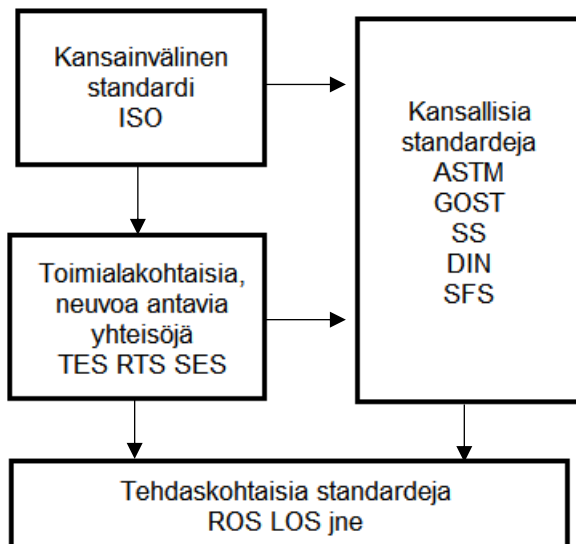 Kansainvälinen
standardi
ISO
Kansallisia
standardeja
ASTM
GOST
SS
DIN
SFS
Toimialakohtaisia,
neuvoa antavia
yhteisöjä
TES RTS SES
Tehdaskohtaisia standardeja
ROS LOS jne